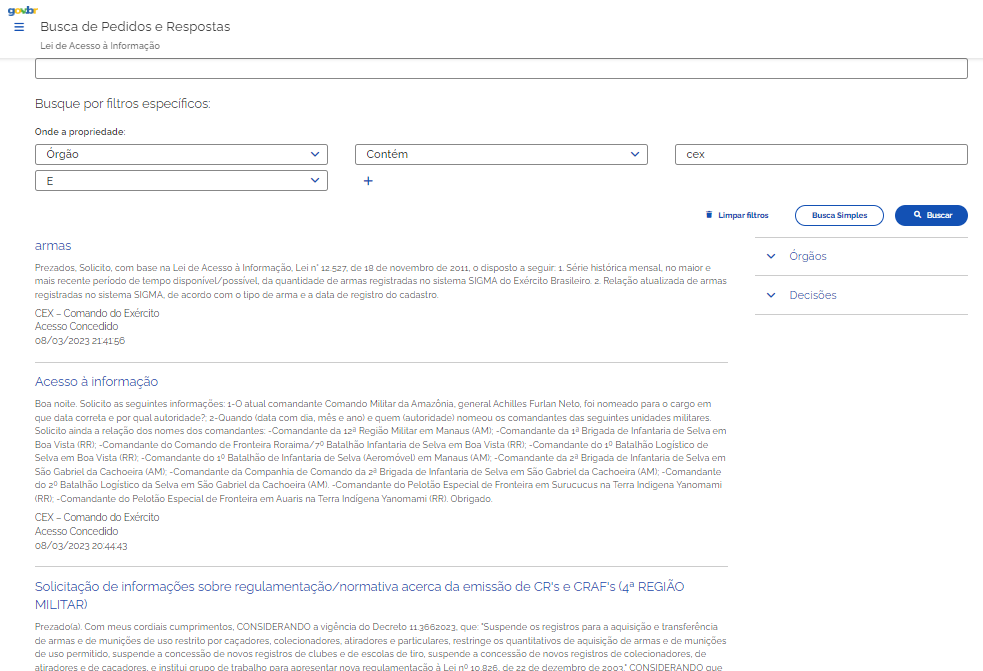 gov.br
Busca de Pedidos e Respostas
Lei de Acesso à Informação
Busque por filtros específicos:
Onde a propriedade:
Órgão
Contém
cex
E
+
Limpar filtros
Busca Simples
Buscar
armas
Prezados, Solicito, com base na Lei de Acesso à Informação, Lei n° 12.527, de 18 de novembro de 2011, o disposto a seguir: 1. Série histórica mensal, no maior e
mais recente período de tempo disponível/possível, da quantidade de armas registradas no sistema SIGMA do Exército Brasileiro. 2. Relação atualizada de armas
registradas no sistema SIGMA, de acordo com o tipo de arma e a data de registro do cadastro.
CEX – Comando do Exército
Acesso Concedido
08/03/2023 21:41:56
Órgãos
Decisões
Acesso à informação
Boa noite. Solicito as seguintes informações: 1-O atual comandante Comando Militar da Amazônia, general Achilles Furlan Neto, foi nomeado para o cargo em
que data correta e por qual autoridade?; 2-Quando (data com dia, mês e ano) e quem (autoridade) nomeou os comandantes das seguintes unidades militares.
Solicito ainda a relação dos nomes dos comandantes: -Comandante da 12ª Região Militar em Manaus (AM); -Comandante da 1ª Brigada de Infantaria de Selva em
Boa Vista (RR); -Comandante do Comando de Fronteira Roraima/7º Batalhão Infantaria de Selva em Boa Vista (RR); -Comandante do 1º Batalhão Logístico de
Selva em Boa Vista (RR); -Comandante do 1º Batalhão de Infantaria de Selva (Aeromóvel) em Manaus (AM); -Comandante da 2ª Brigada de Infantaria de Selva em
São Gabriel da Cachoeira (AM); -Comandante da Companhia de Comando da 2ª Brigada de Infantaria de Selva em São Gabriel da Cachoeira (AM); -Comandante
do 2º Batalhão Logístico da Selva em São Gabriel da Cachoeira (AM). -Comandante do Pelotão Especial de Fronteira em Surucucus na Terra Indígena Yanomami
(RR); -Comandante do Pelotão Especial de Fronteira em Auaris na Terra Indígena Yanomami (RR). Obrigado.
CEX – Comando do Exército
Acesso Concedido
08/03/2023 20:44:43
Solicitação de informações sobre regulamentação/normativa acerca da emissão de CR's e CRAF's (4ª REGIÃO
MILITAR)
Prezado(a). Com meus cordiais cumprimentos, CONSIDERANDO a vigência do Decreto 11.3662023, que: "Suspende os registros para a aquisição e transferência
de armas e de munições de uso restrito por caçadores, colecionadores, atiradores e particulares, restringe os quantitativos de aquisição de armas e de munições
de uso permitido, suspende a concessão de novos registros de clubes e de escolas de tiro, suspende a concessão de novos registros de colecionadores, de
atiradores e de caçadores, e institui grupo de trabalho para apresentar nova regulamentação à Lei nº 10.826, de 22 de dezembro de 2003." CONSIDERANDO que